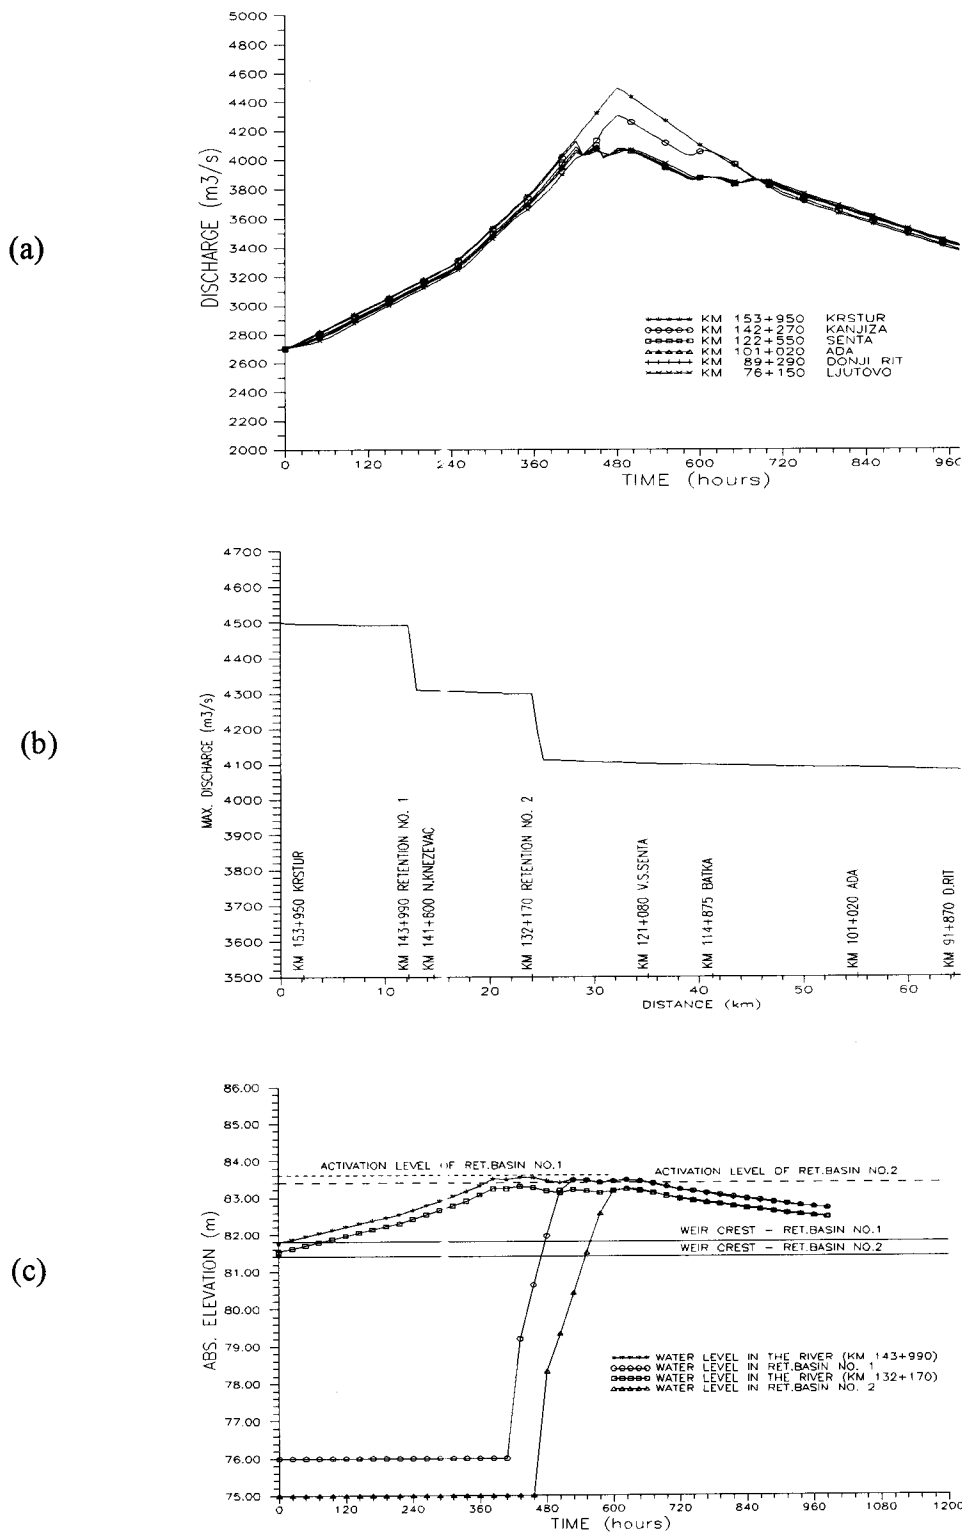 (a)
DISCHARGE (m3/s)
5000
4800
4600
4400
4200
4000
3800
3600
3400
3200
3000
2800
2600
2400
2200
2000
KM 153+950 KRSTUR
KM 142+270 KANJIZA
KM 122+550 SENTA
KM 101+020 ADA
KM 89+290 DONJI RIT
KM 76+150 LJUTOVO
0 120 240 360 480 600 720 840 960
TIME (hours)
(b)
MAX. DISCHARGE (m3/s)
4700
4600
4500
4400
4300
4200
4100
4000
3900
3800
3700
3600
3500
KM 153+950 KRSTUR
KM 143+990 RETENTION NO. 1
KM 141+600 N.KNEZEVAC
KM 132+170 RETENTION NO. 2
KM 121+080 V.S.SENTA
KM 114+875 BATKA
KM 101+020 ADA
KM 91+870 D.RIT
0 10 20 30 40 50 60
DISTANCE (km)
(c)
ABS. ELEVATION (m)
86.00
85.00
84.00
83.00
82.00
81.00
80.00
79.00
78.00
77.00
76.00
75.00
ACTIVATION LEVEL OF RET.BASIN NO.1
ACTIVATION LEVEL OF RET.BASIN NO.2
WEIR CREST - RET.BASIN NO.1
WEIR CREST - RET.BASIN NO.2
WATER LEVEL IN THE RIVER (KM 143+990)
WATER LEVEL IN RET.BASIN NO. 1
WATER LEVEL IN THE RIVER (KM 132+170)
WATER LEVEL IN RET.BASIN NO. 2
0 120 240 360 480 600 720 840 960 1080 1200
TIME (hours)